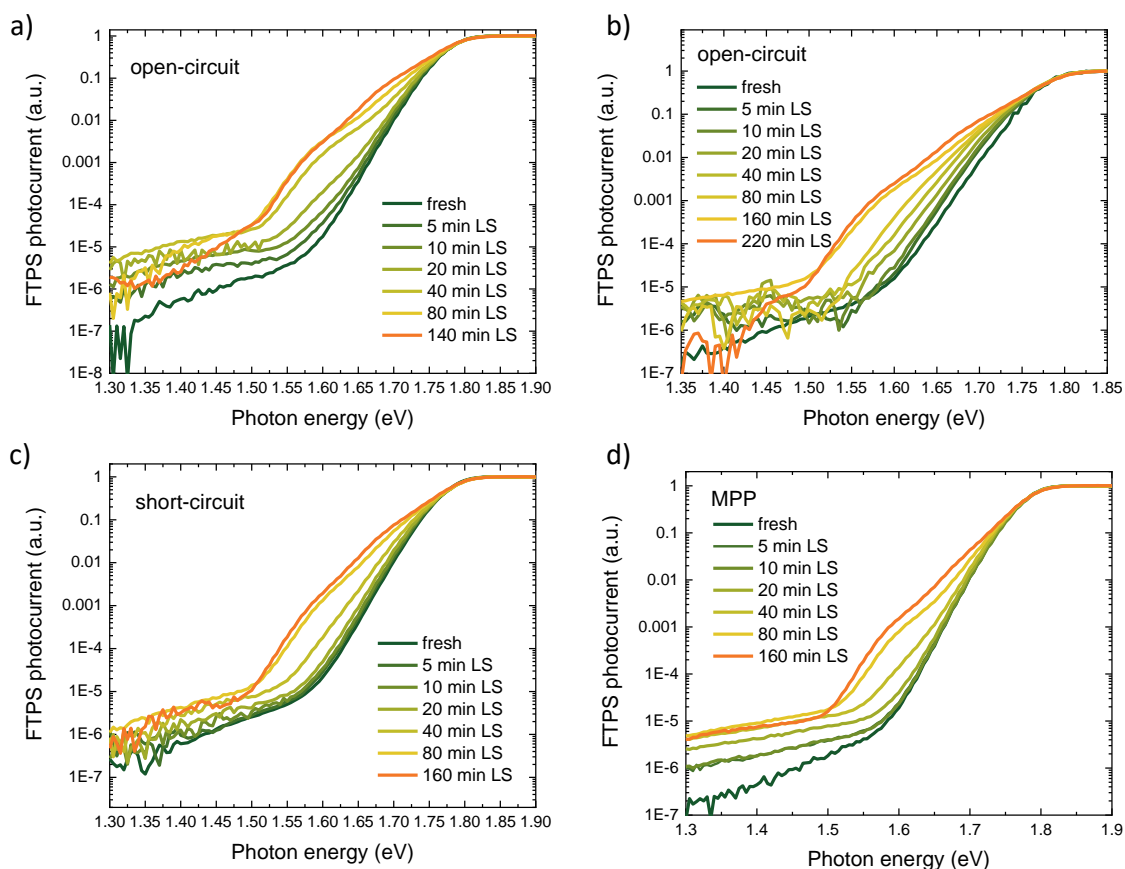 a)
open-circuit
FTPS photocurrent (a.u.)
1
0.1
0.01
0.001
1E-4
1E-5
1E-6
1E-7
1E-8
fresh
5 min LS
10 min LS
20 min LS
40 min LS
80 min LS
140 min LS
1.30 1.35 1.40 1.45 1.50 1.55 1.60 1.65 1.70 1.75 1.80 1.85 1.90
Photon energy (eV)
b)
open-circuit
FTPS photocurrent (a.u.)
1
0.1
0.01
0.001
1E-4
1E-5
1E-6
1E-7
fresh
5 min LS
10 min LS
20 min LS
40 min LS
80 min LS
160 min LS
220 min LS
1.35 1.40 1.45 1.50 1.55 1.60 1.65 1.70 1.75 1.80 1.85
Photon energy (eV)
c)
short-circuit
FTPS photocurrent (a.u.)
1
0.1
0.01
0.001
1E-4
1E-5
1E-6
1E-7
fresh
5 min LS
10 min LS
20 min LS
40 min LS
80 min LS
160 min LS
1.30 1.35 1.40 1.45 1.50 1.55 1.60 1.65 1.70 1.75 1.80 1.85 1.90
Photon energy (eV)
d)
MPP
FTPS photocurrent (a.u.)
1
0.1
0.01
0.001
1E-4
1E-5
1E-6
1E-7
fresh
5 min LS
10 min LS
20 min LS
40 min LS
80 min LS
160 min LS
1.3 1.4 1.5 1.6 1.7 1.8 1.9
Photon energy (eV)